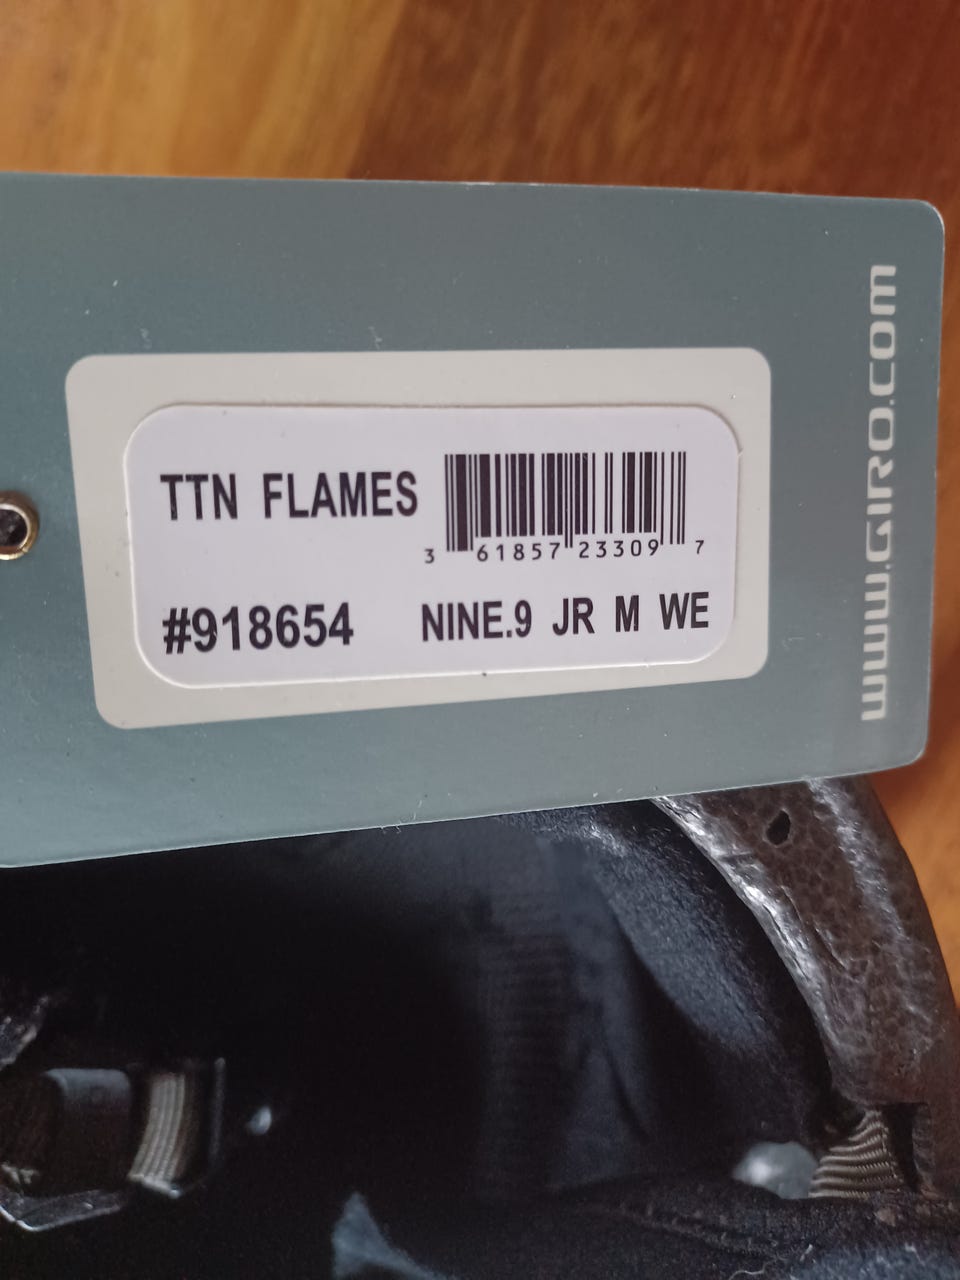 TTN FLAMES
3 61857 23309 7
#918654 NINE.9 JR M WE
www.GIRO.COM